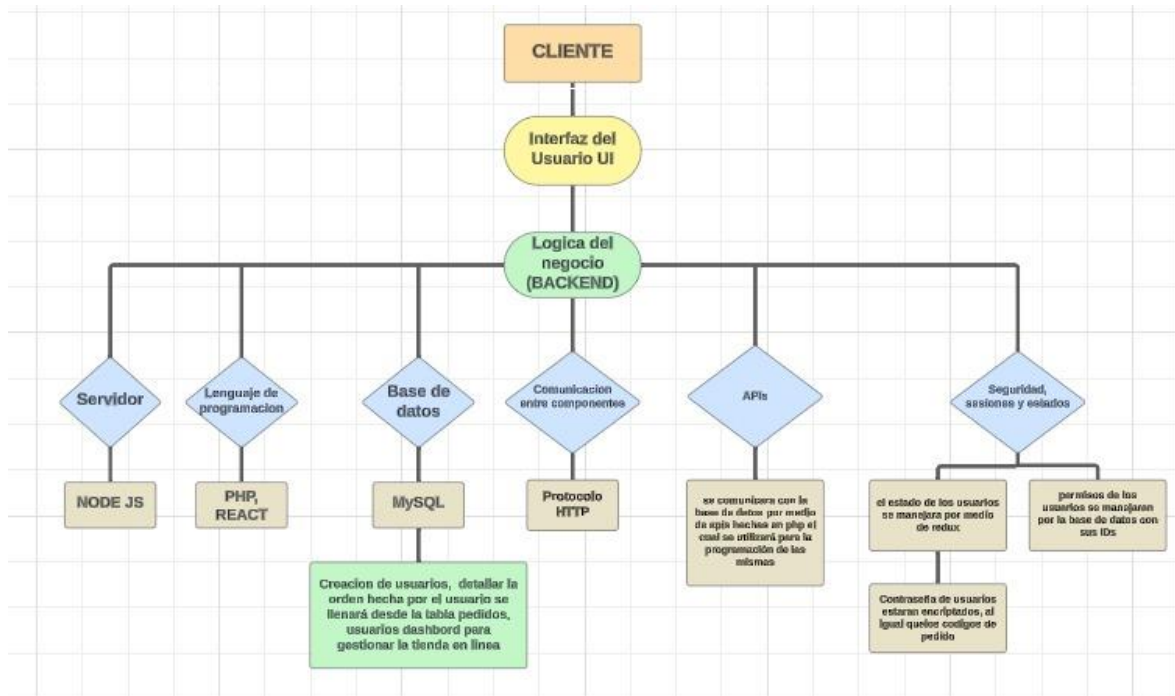 CLIENTE
Interfaz del
Usuario UI
Logica del
negocio
(BACKEND)
Servidor
Lenguaje de
programacion
Base de
datos
Comunicacion
entre componentes
APIs
Seguridad,
sesiones y estados
NODE JS
PHP,
REACT
MySQL
Protocolo
HTTP
se comunicara con la
base de datos por medio
de apis hechas en php el
cual se utilizará para la
programación de las
mismas
el estado de los usuarios
se manejara por medio
de redux
permisos de los
usuarios se manejaran
por la base de datos con
sus IDs
Creacion de usuarios, detallar la
orden hecha por el usuario se
llenará desde la tabla pedidos,
usuarios dashbord para
gestionar la tienda en linea
Contraseña de usuarios
estaran encriptados, al
igual quelos codigos de
pedido